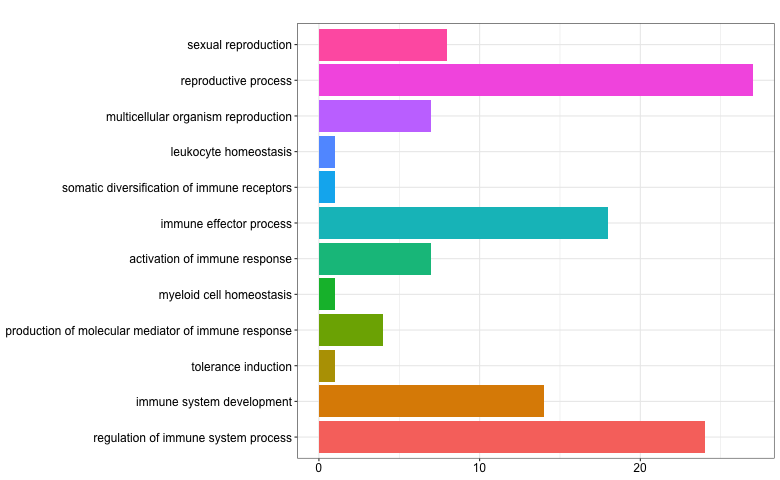 sexual reproduction
reproductive process
multicellular organism reproduction
leukocyte homeostasis
somatic diversification of immune receptors
immune effector process
activation of immune response
myeloid cell homeostasis
production of molecular mediator of immune response
tolerance induction
immune system development
regulation of immune system process
0 10 20